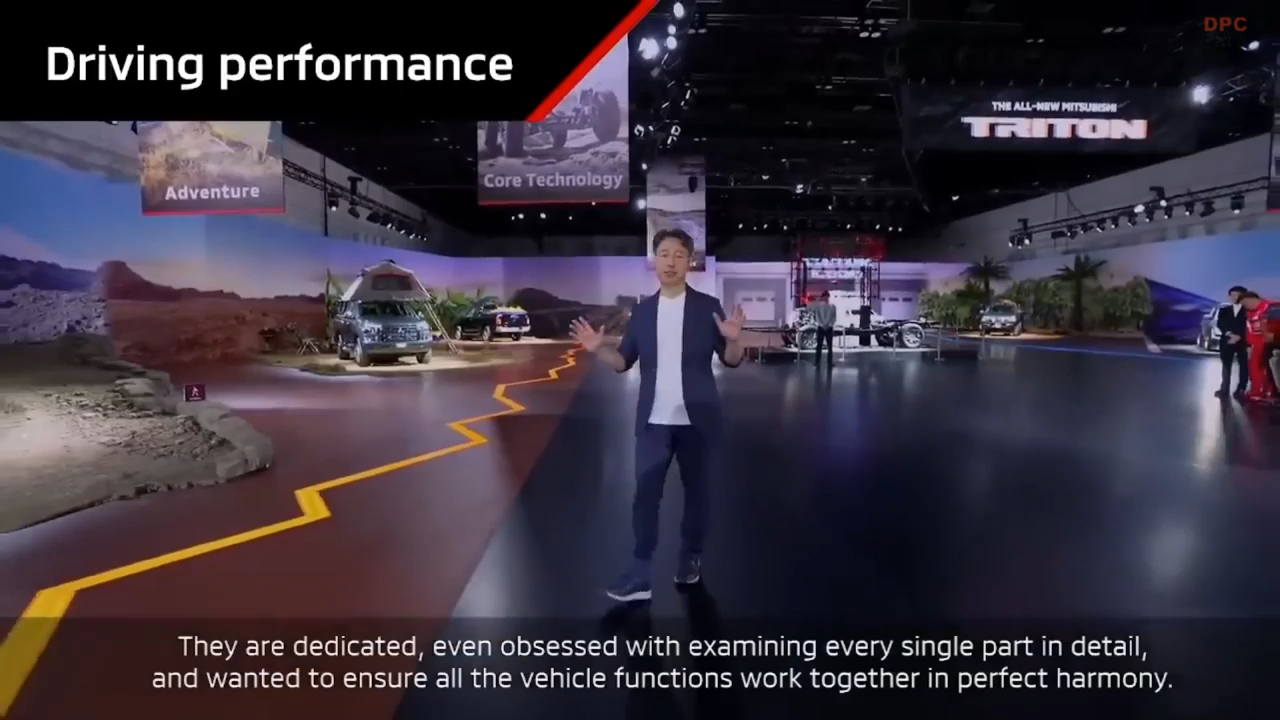 Driving performance
DPC
THE ALL-NEW MITSUBISHI
TRITON
Adventure
Core Technology
They are dedicated, even obsessed with examining every single part in detail,
and wanted to ensure all the vehicle functions work together in perfect harmony.